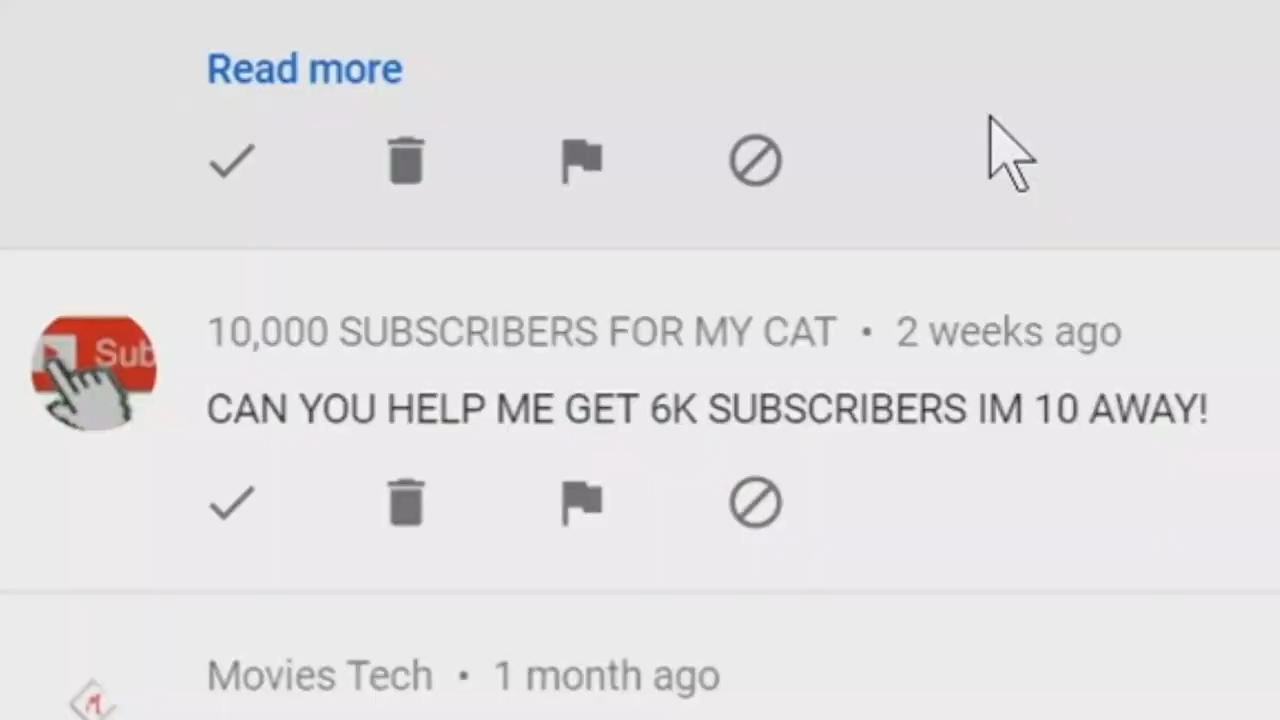 Read more
10,000 SUBSCRIBERS FOR MY CAT • 2 weeks ago
Sub
CAN YOU HELP ME GET 6K SUBSCRIBERS IM 10 AWAY!
Movies Tech • 1 month ago